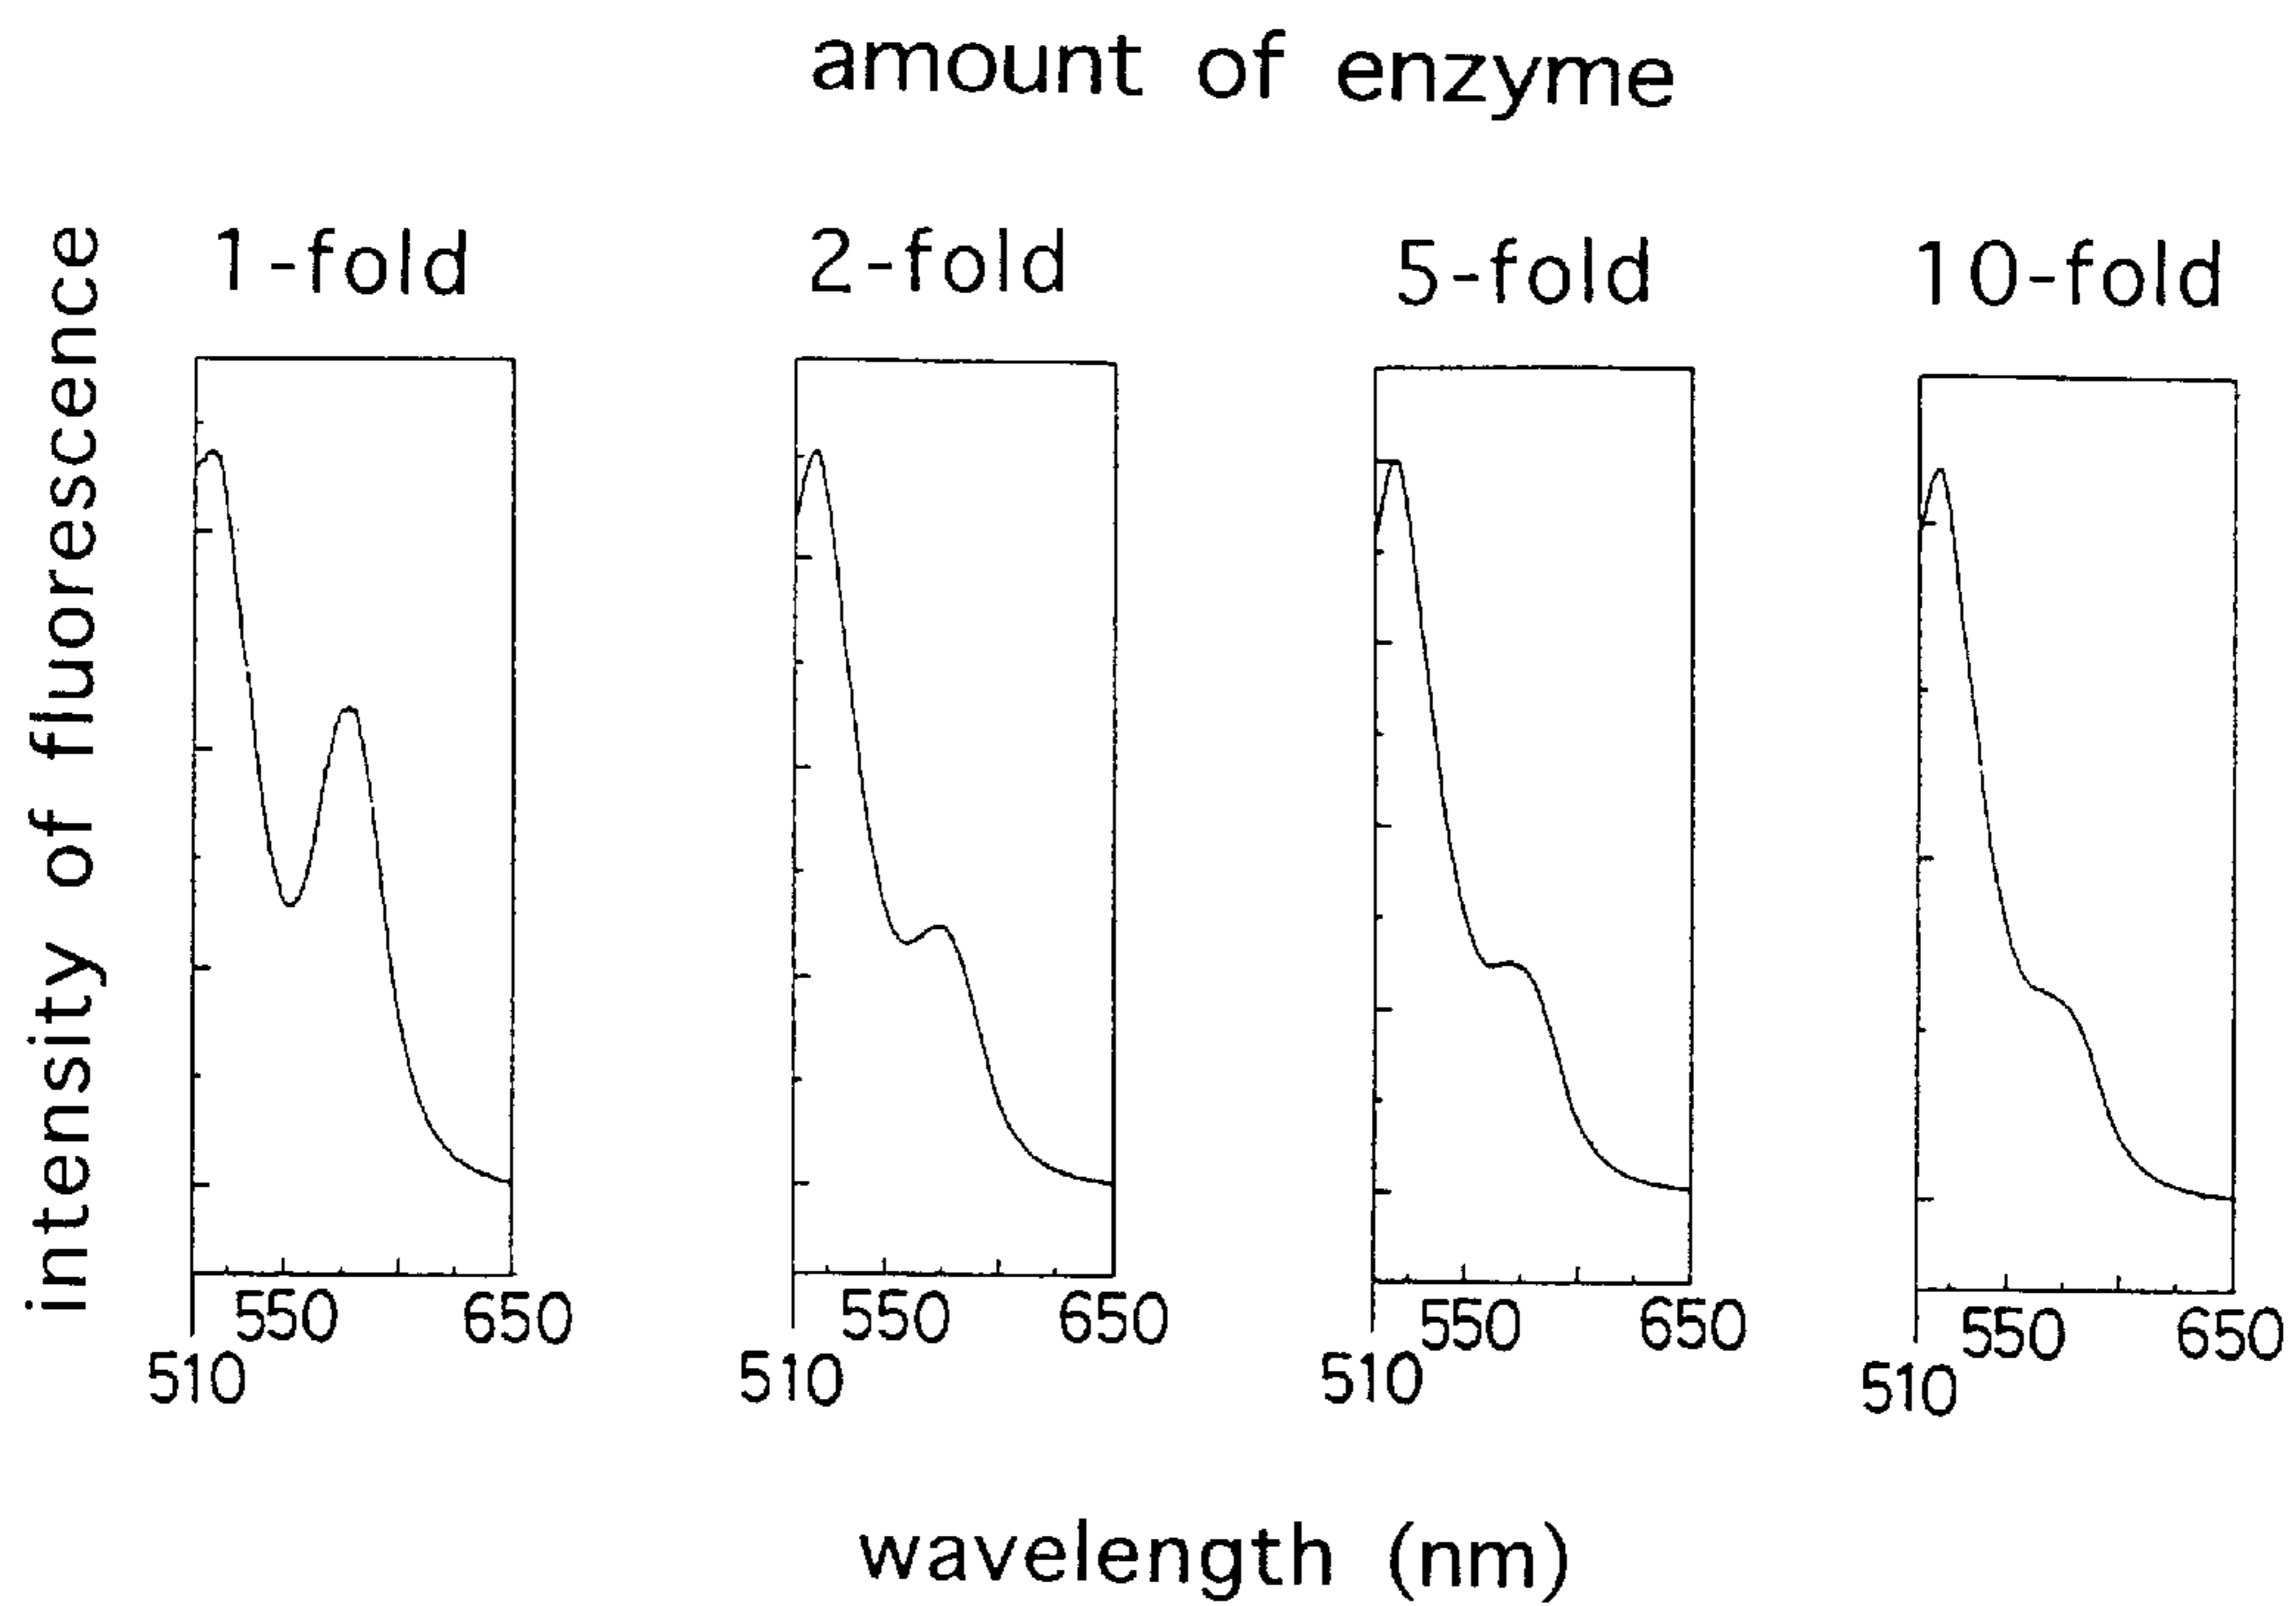 amount of enzyme
1-fold 2-fold 5-fold 10-fold
intensity of fluorescence
550 650 550 650 550 650 550 650
510 510 510 510
wavelength (nm)